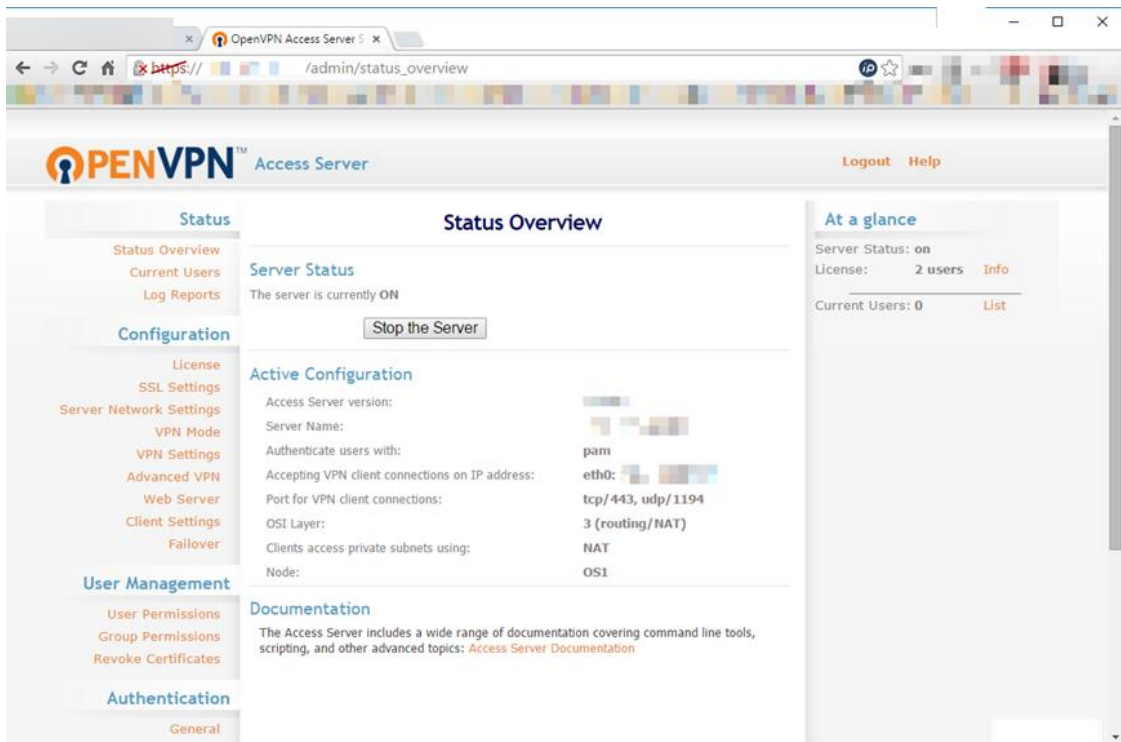 OpenVPN Access Server S
https:// /admin/status_overview
OPENVPN™ Access Server
Logout Help
Status
Status Overview
Current Users
Log Reports
Configuration
License
SSL Settings
Server Network Settings
VPN Mode
VPN Settings
Advanced VPN
Web Server
Client Settings
Failover
User Management
User Permissions
Group Permissions
Revoke Certificates
Authentication
General
Status Overview
Server Status
The server is currently ON
Stop the Server
Active Configuration
Access Server version:
Server Name:
Authenticate users with: pam
Accepting VPN client connections on IP address: eth0:
Port for VPN client connections: tcp/443, udp/1194
OSI Layer: 3 (routing/NAT)
Clients access private subnets using: NAT
Node: OS1
Documentation
The Access Server includes a wide range of documentation covering command line tools,
scripting, and other advanced topics: Access Server Documentation
At a glance
Server Status: on
License: 2 users Info
Current Users: 0 List